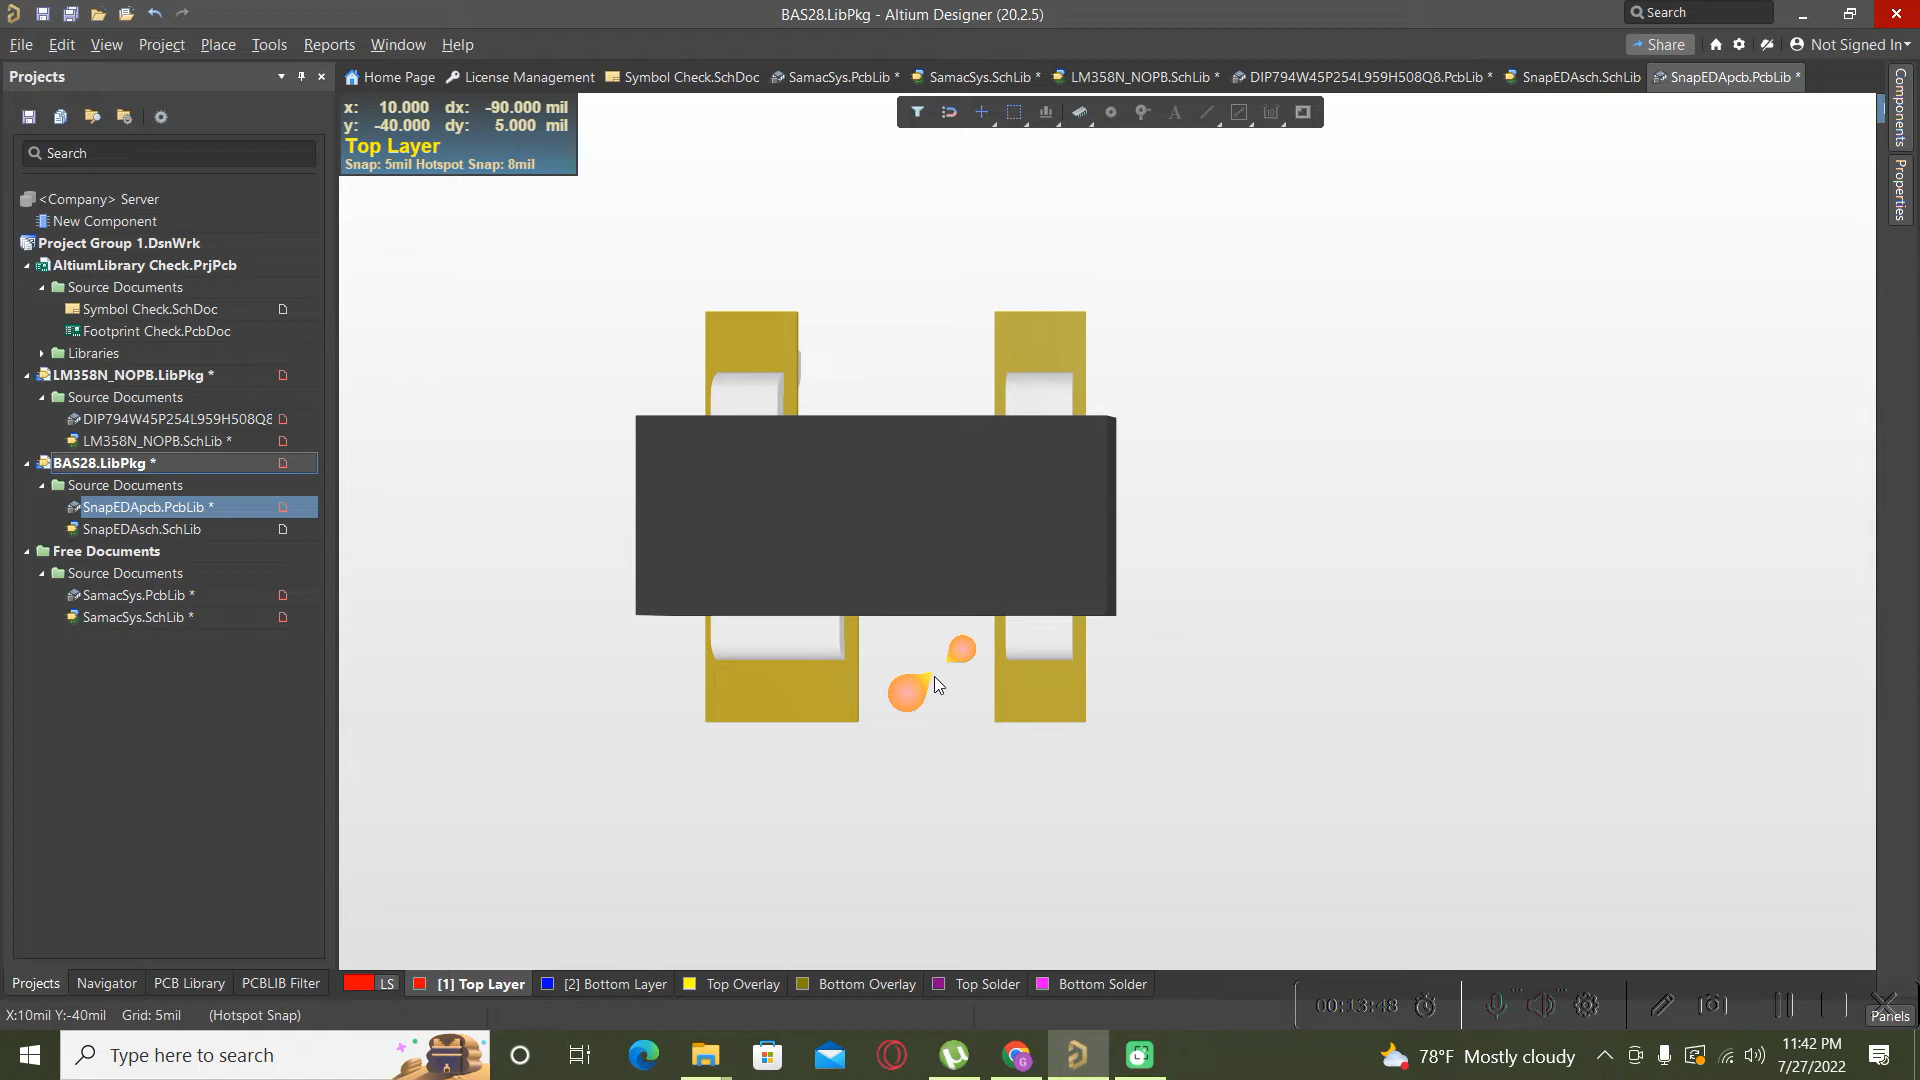 BAS28.LibPkg - Altium Designer (20.2.5)
Search
File Edit View Project Place Tools Reports Window Help
Share
Not Signed In
Projects
Home Page
License Management
Symbol Check.SchDoc
SamacSys.PcbLib *
SamacSys.SchLib *
LM358N_NOPB.SchLib *
DIP794W45P254L959H508Q8.PcbLib *
SnapEDAsch.SchLib
SnapEDApcb.PcbLib *
x: 10.000 dx: -90.000 mil
y: -40.000 dy: 5.000 mil
Top Layer
Snap: 5mil Hotspot Snap: 8mil
Components
Properties
Search
<Company> Server
New Component
Project Group 1.DsnWrk
AltiumLibrary Check.PrjPcb
Source Documents
Symbol Check.SchDoc
Footprint Check.PcbDoc
Libraries
LM358N_NOPB.LibPkg *
Source Documents
DIP794W45P254L959H508Q8
LM358N_NOPB.SchLib *
BAS28.LibPkg *
Source Documents
SnapEDApcb.PcbLib *
SnapEDAsch.SchLib
Free Documents
Source Documents
SamacSys.PcbLib *
SamacSys.SchLib *
Projects Navigator PCB Library PCBLIB Filter
LS [1] Top Layer [2] Bottom Layer Top Overlay Bottom Overlay Top Solder Bottom Solder
00:13:48
X:10mil Y:-40mil Grid: 5mil (Hotspot Snap)
Panels
Type here to search
78°F Mostly cloudy
11:42 PM
7/27/2022